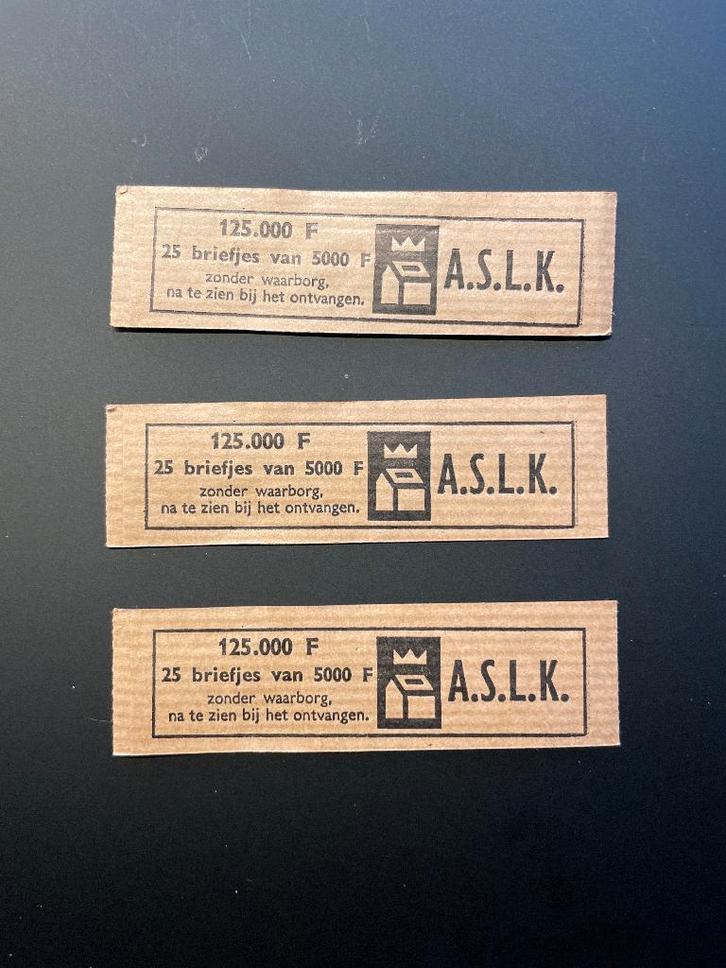 125.000 F
25 briefjes van 5000 F
zonder waarborg,
na te zien bij het ontvangen.
A.S.L.K.
125.000 F
25 briefjes van 5000 F
zonder waarborg,
na te zien bij het ontvangen.
A.S.L.K.
125.000 F
25 briefjes van 5000 F
zonder waarborg,
na te zien bij het ontvangen.
A.S.L.K.